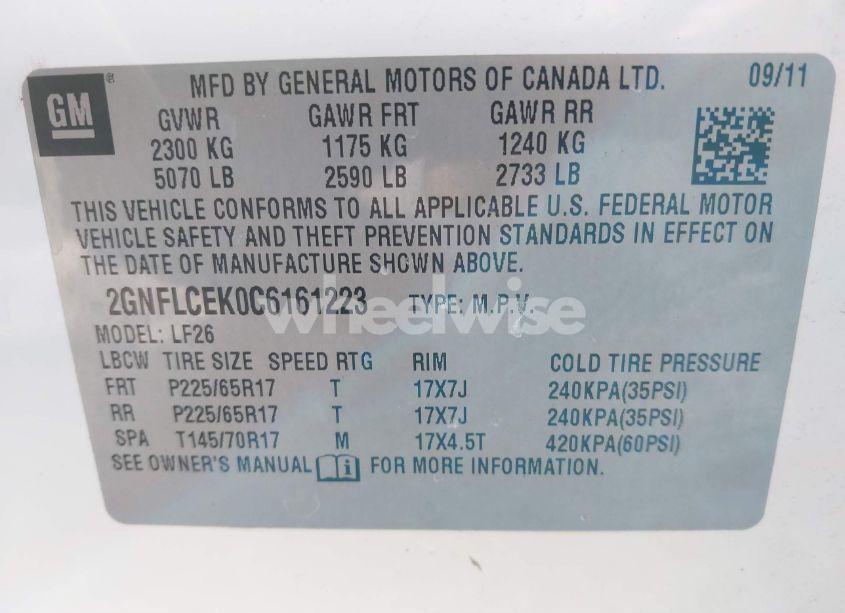 GM ® MFD BY GENERAL MOTORS OF CANADA LTD. 09/11
GVWR GAWR FRT GAWR RR
2300 KG 1175 KG 1240 KG
5070 LB 2590 LB 2733 LB
THIS VEHICLE CONFORMS TO ALL APPLICABLE U.S. FEDERAL MOTOR
VEHICLE SAFETY AND THEFT PREVENTION STANDARDS IN EFFECT ON
THE DATE OF MANUFACTURE SHOWN ABOVE.
2GNFLCEK0C6161223 TYPE: M.P.V.
wheelwise
MODEL: LF26
LBCW TIRE SIZE SPEED RTG RIM COLD TIRE PRESSURE
FRT P225/65R17 T 17X7J 240KPA(35PSI)
RR P225/65R17 T 17X7J 240KPA(35PSI)
SPA T145/70R17 M 17X4.5T 420KPA(60PSI)
SEE OWNER'S MANUAL i FOR MORE INFORMATION.